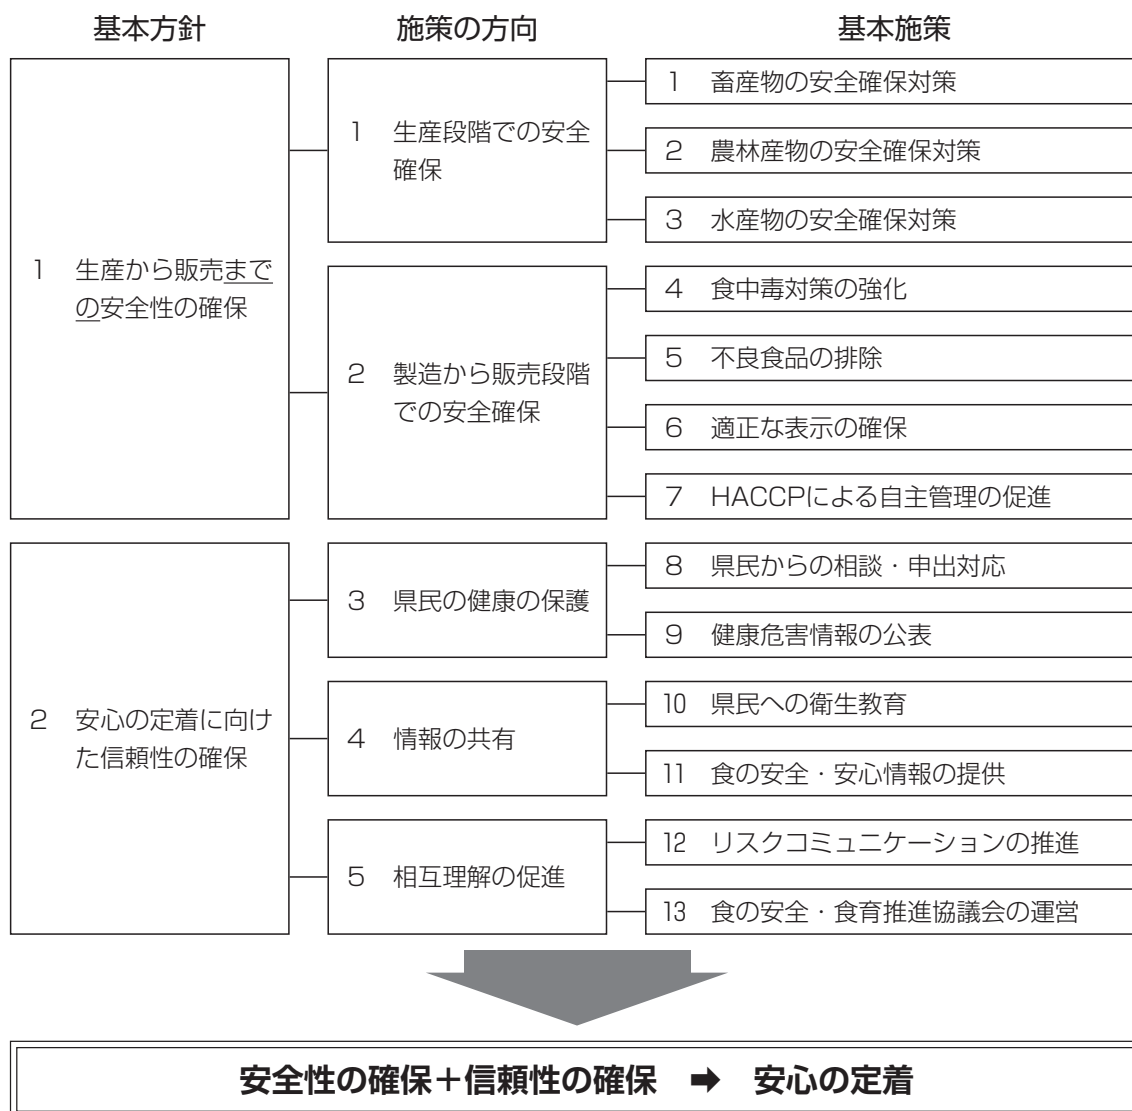 基本方針 施策の方向 基本施策
1 生産から販売まで
の安全性の確保
1 生産段階での安全
確保
1 畜産物の安全確保対策
2 農林産物の安全確保対策
3 水産物の安全確保対策
2 製造から販売段階
での安全確保
4 食中毒対策の強化
5 不良食品の排除
6 適正な表示の確保
7 HACCPによる自主管理の促進
2 安心の定着に向け
た信頼性の確保
3 県民の健康の保護
8 県民からの相談・申出対応
9 健康危害情報の公表
4 情報の共有
10 県民への衛生教育
11 食の安全・安心情報の提供
5 相互理解の促進
12 リスクコミュニケーションの推進
13 食の安全・食育推進協議会の運営
安全性の確保+信頼性の確保 ➡ 安心の定着